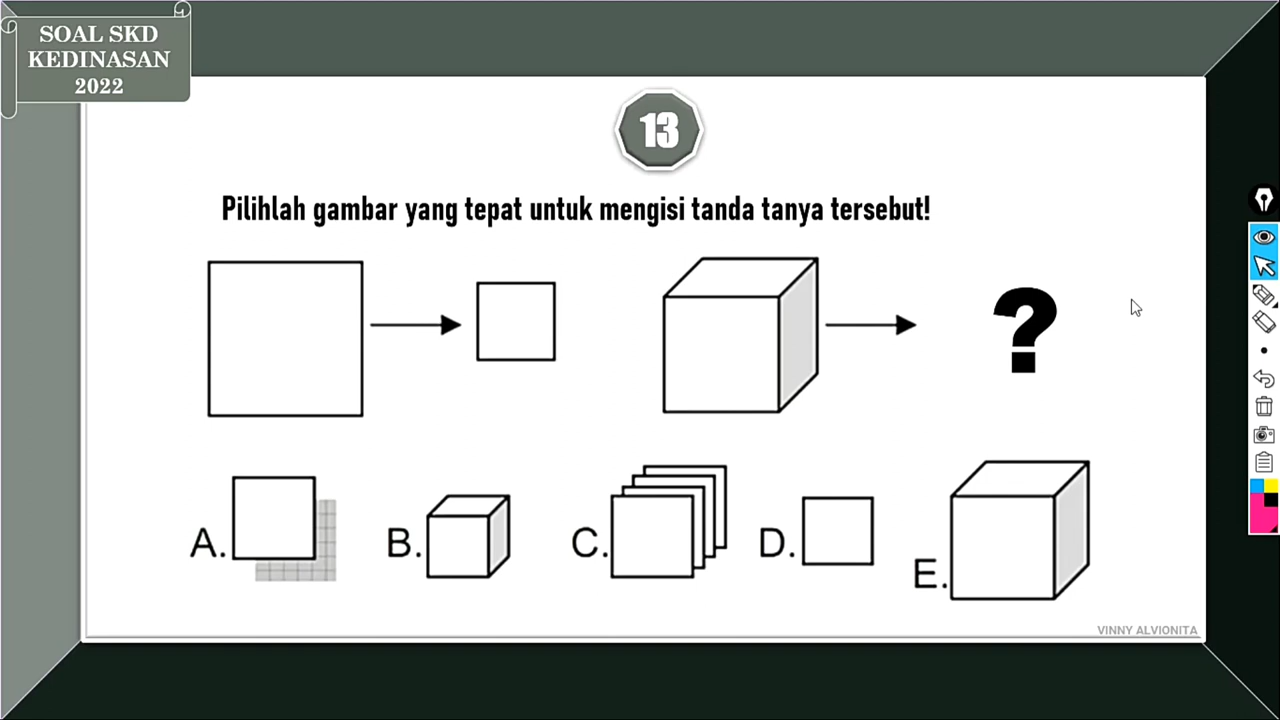 SOAL SKD
KEDINASAN
2022
13
Pilihlah gambar yang tepat untuk mengisi tanda tanya tersebut!
?
A.
B.
C.
D.
E.
VINNY ALVIONITA